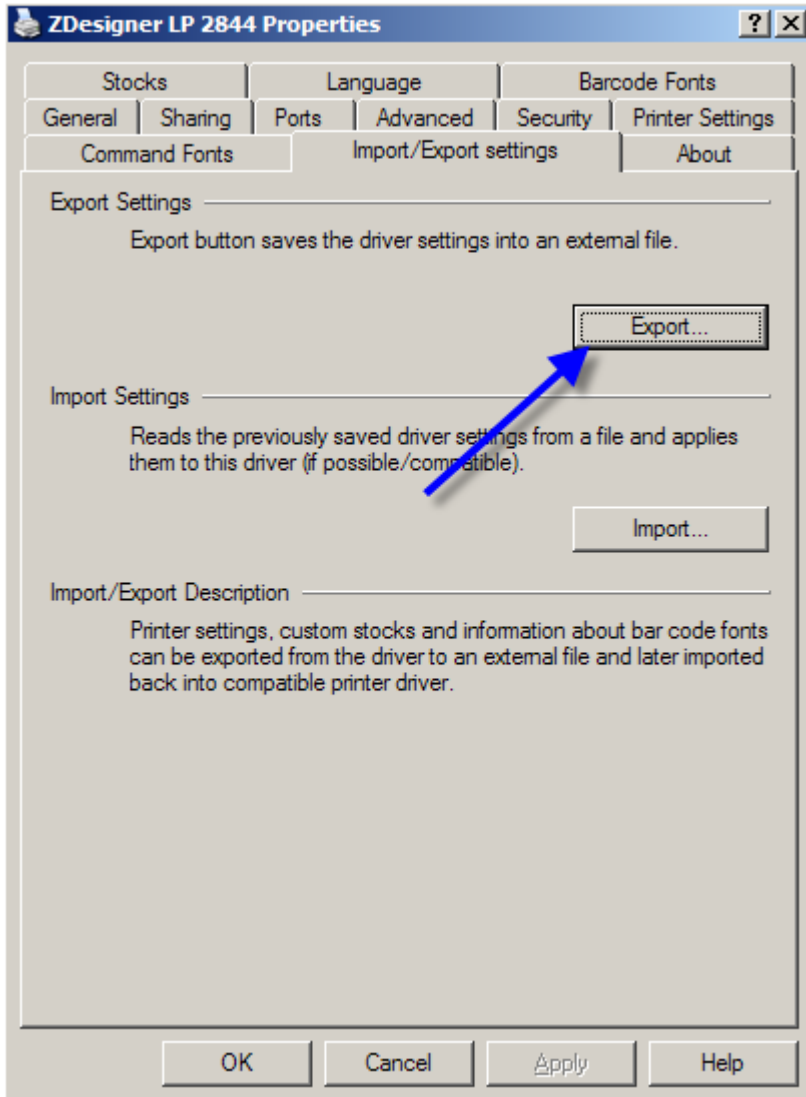 ZDesigner LP 2844 Properties
Stocks Language Barcode Fonts
General Sharing Ports Advanced Security Printer Settings
Command Fonts Import/Export settings About
Export Settings
Export button saves the driver settings into an external file.
Export...
Import Settings
Reads the previously saved driver settings from a file and applies
them to this driver (if possible/compatible).
Import...
Import/Export Description
Printer settings, custom stocks and information about bar code fonts
can be exported from the driver to an external file and later imported
back into compatible printer driver.
OK Cancel Apply Help